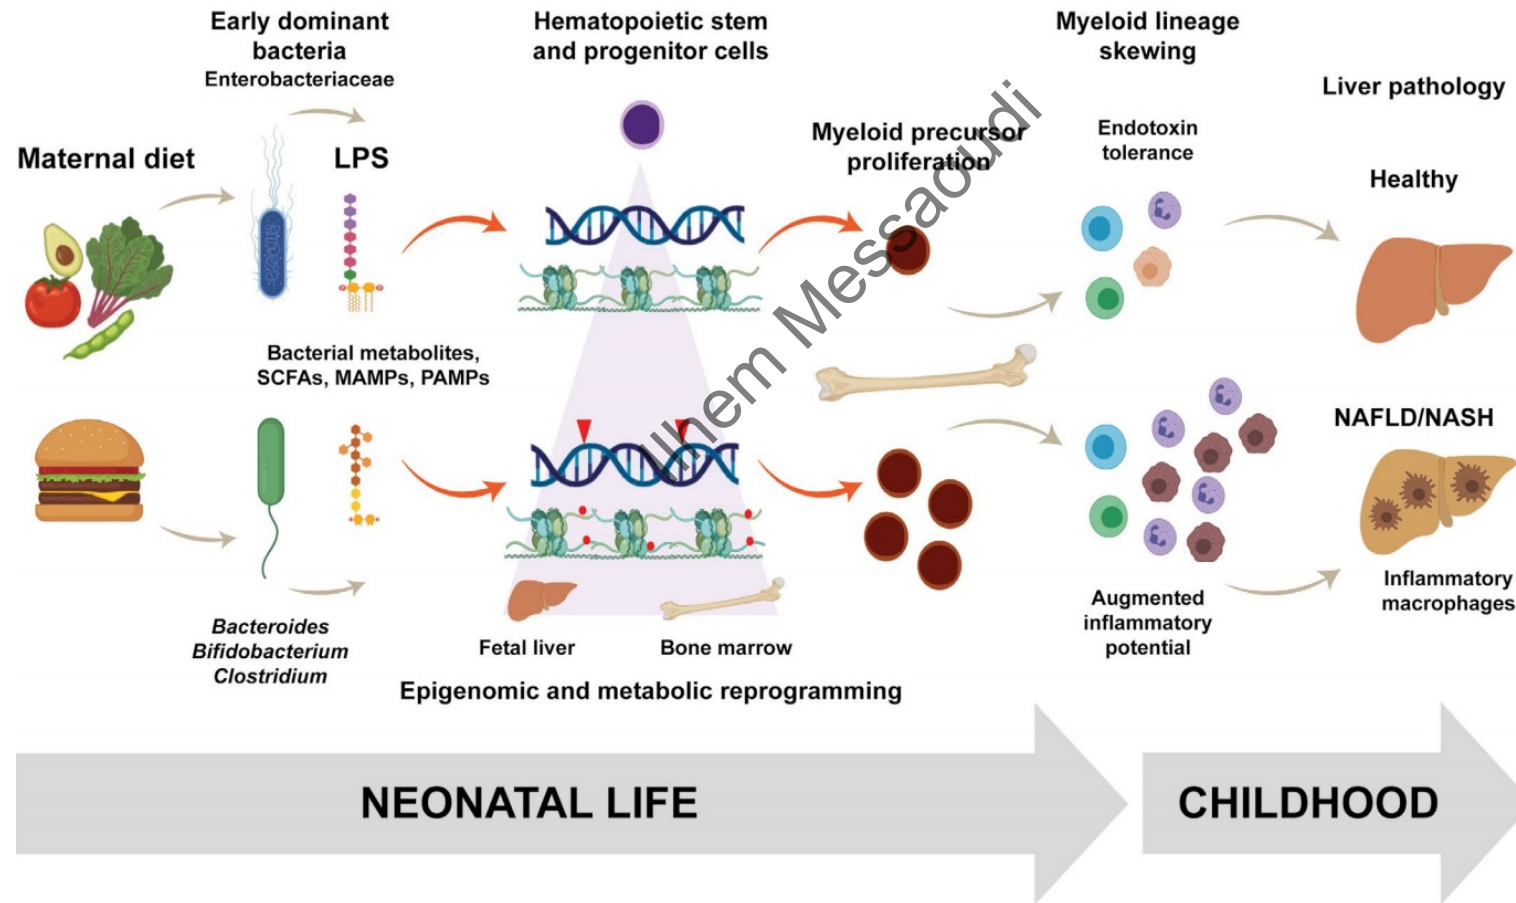 Early dominant
bacteria
Enterobacteriaceae
Hematopoietic stem
and progenitor cells
Myeloid lineage
skewing
Liver pathology
Maternal diet
LPS
Myeloid precursor
proliferation
Endotoxin
tolerance
Healthy
Bacterial metabolites,
SCFAs, MAMPs, PAMPs
NAFLD/NASH
Inflammatory
macrophages
Augmented
inflammatory
potential
Bacteroides
Bifidobacterium
Clostridium
Fetal liver
Bone marrow
Epigenomic and metabolic reprogramming
NEONATAL LIFE
CHILDHOOD
Ilhem Messaoudi